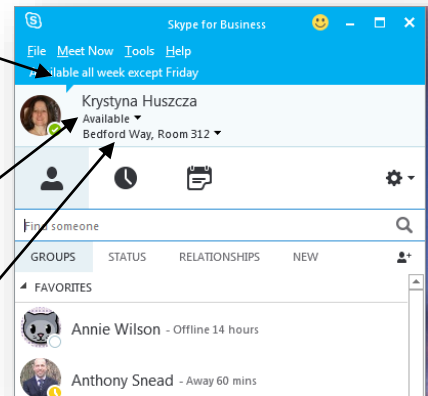 Skype for Business
File Meet Now Tools Help
Available all week except Friday
Krystyna Huszcza
Available
Bedford Way, Room 312
Find someone
GROUPS STATUS RELATIONSHIPS NEW
FAVORITES
Annie Wilson - Offline 14 hours
Anthony Snead - Away 60 mins